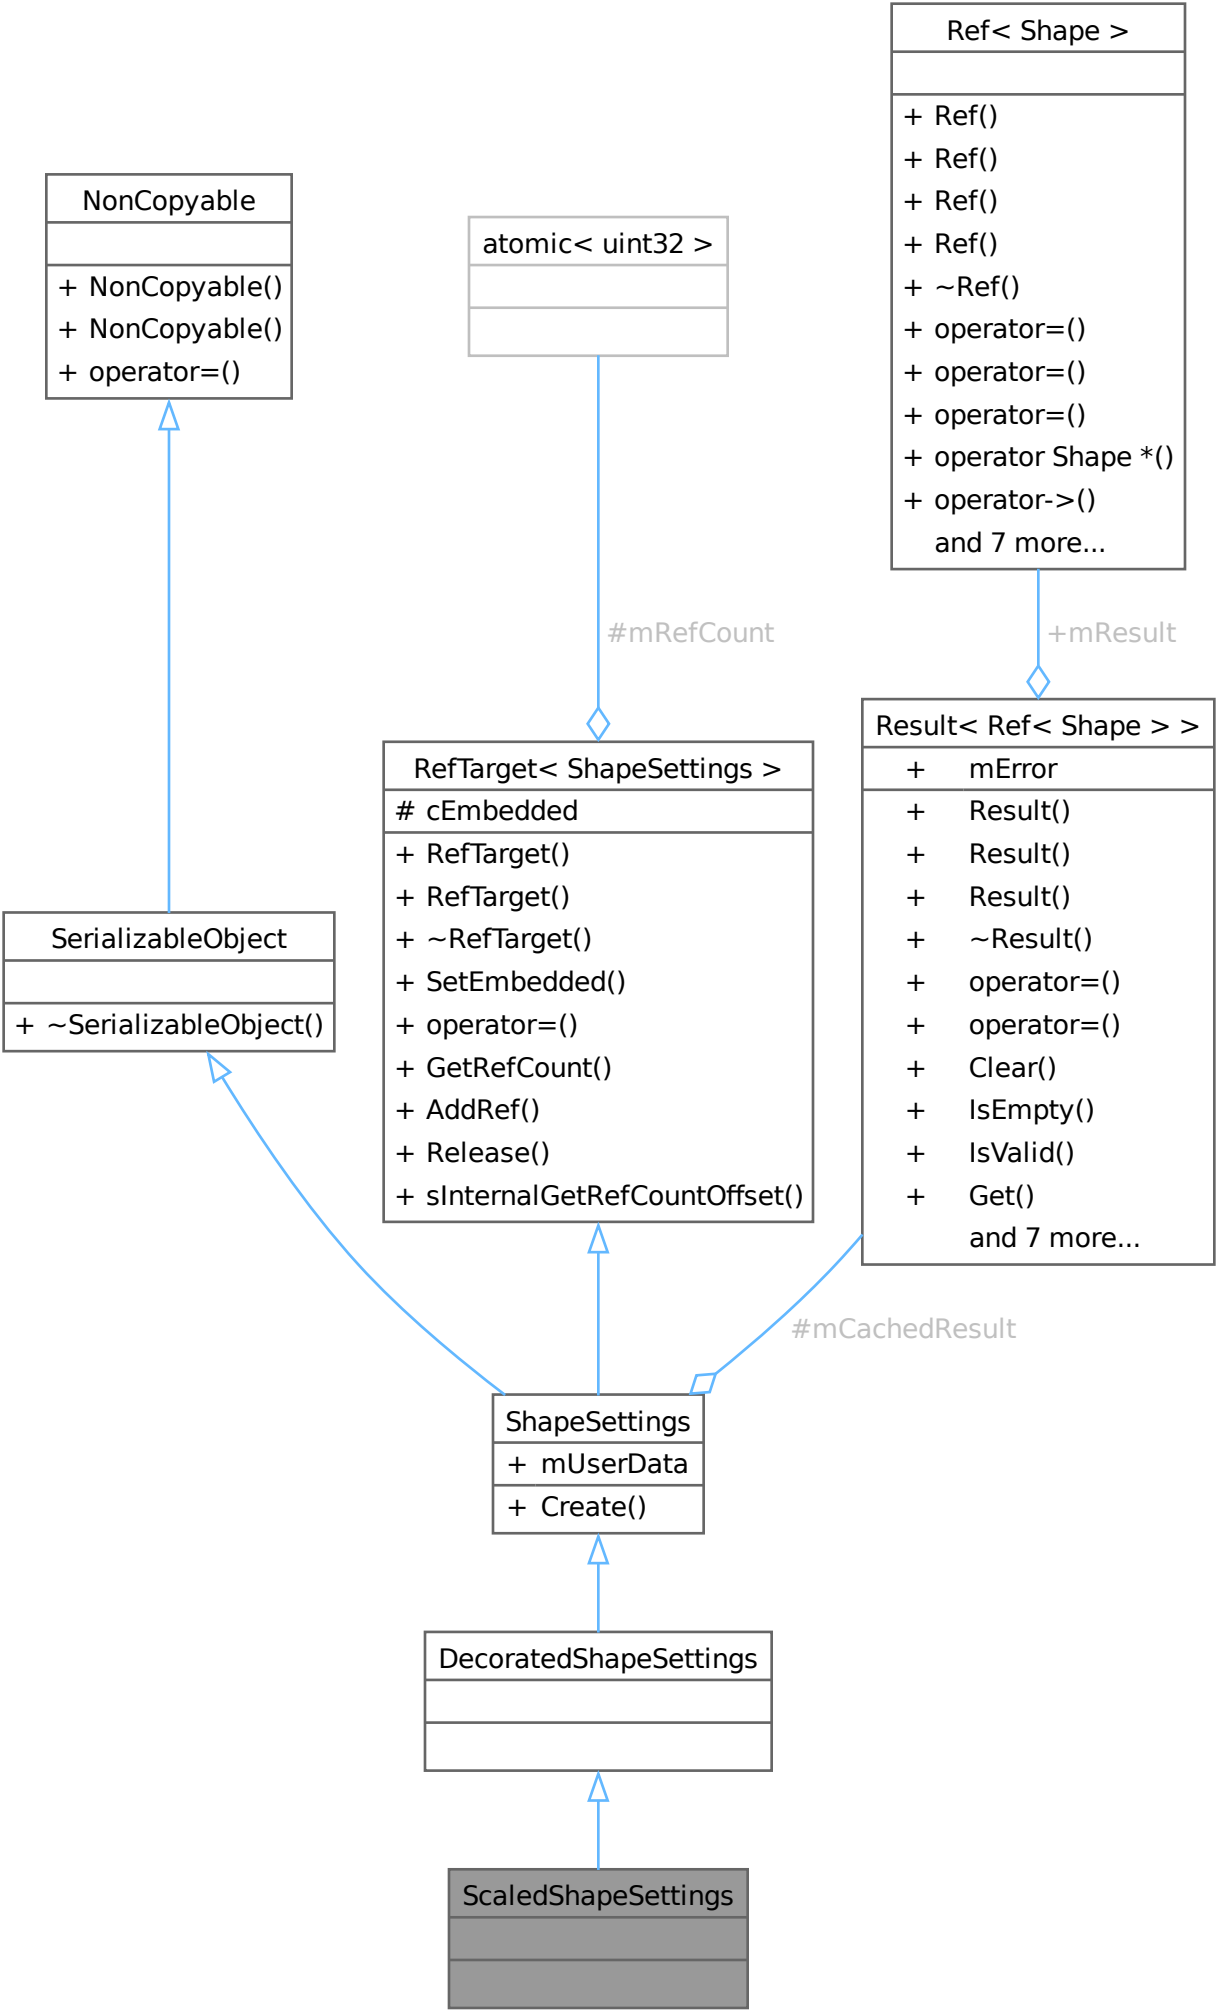 Ref< Shape >
+ Ref()
+ Ref()
+ Ref()
+ Ref()
+ ~Ref()
+ operator=()
+ operator=()
+ operator=()
+ operator Shape *()
+ operator->()
and 7 more...
NonCopyable
+ NonCopyable()
+ NonCopyable()
+ operator=()
atomic< uint32 >
#mRefCount
+mResult
RefTarget< ShapeSettings >
# cEmbedded
+ RefTarget()
+ RefTarget()
+ ~RefTarget()
+ SetEmbedded()
+ operator=()
+ GetRefCount()
+ AddRef()
+ Release()
+ sInternalGetRefCountOffset()
Result< Ref< Shape > >
+ mError
+ Result()
+ Result()
+ Result()
+ ~Result()
+ operator=()
+ operator=()
+ Clear()
+ IsEmpty()
+ IsValid()
+ Get()
and 7 more...
SerializableObject
+ ~SerializableObject()
#mCachedResult
ShapeSettings
+ mUserData
+ Create()
DecoratedShapeSettings
ScaledShapeSettings